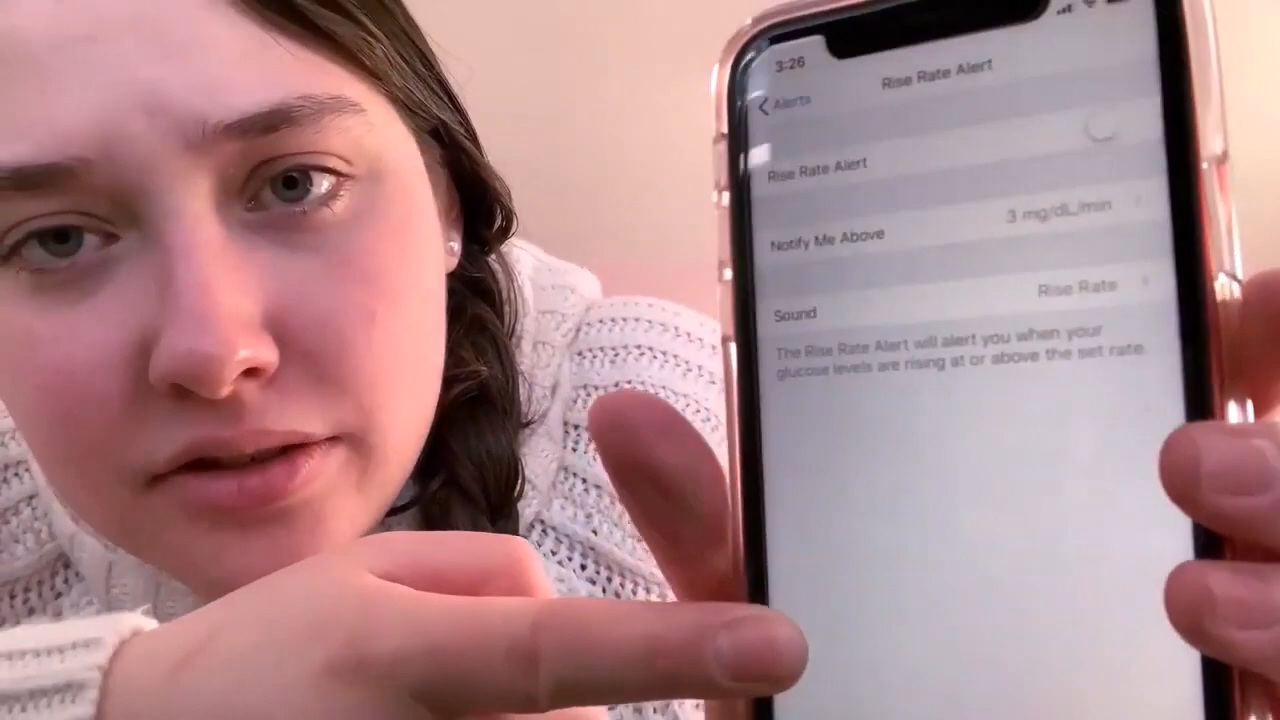 3:26
Rise Rate Alert
Alerts
Rise Rate Alert
Notify Me Above 3 mg/dL/min
Sound Rise Rate
The Rise Rate Alert will alert you when your
glucose levels are rising at or above the set rate.